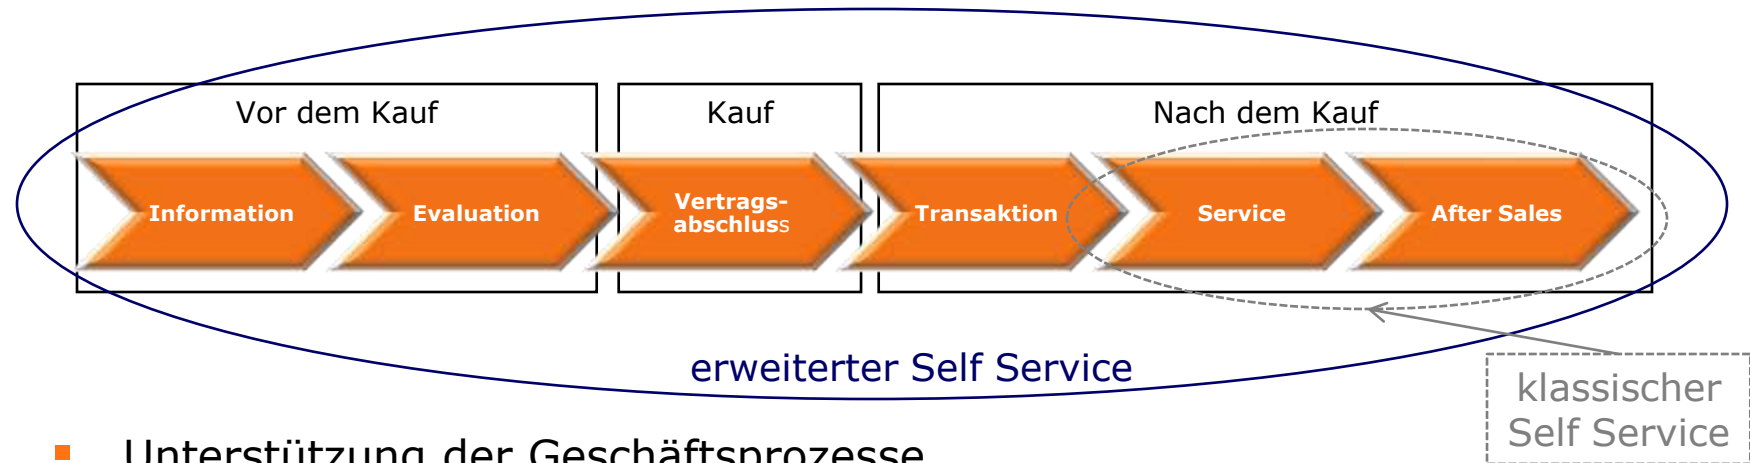 Vor dem Kauf
Kauf
Nach dem Kauf
Information
Evaluation
Vertrags-
abschluss
Transaktion
Service
After Sales
erweiterter Self Service
klassischer
Self Service
Unterstützung der Geschäftsprozesse